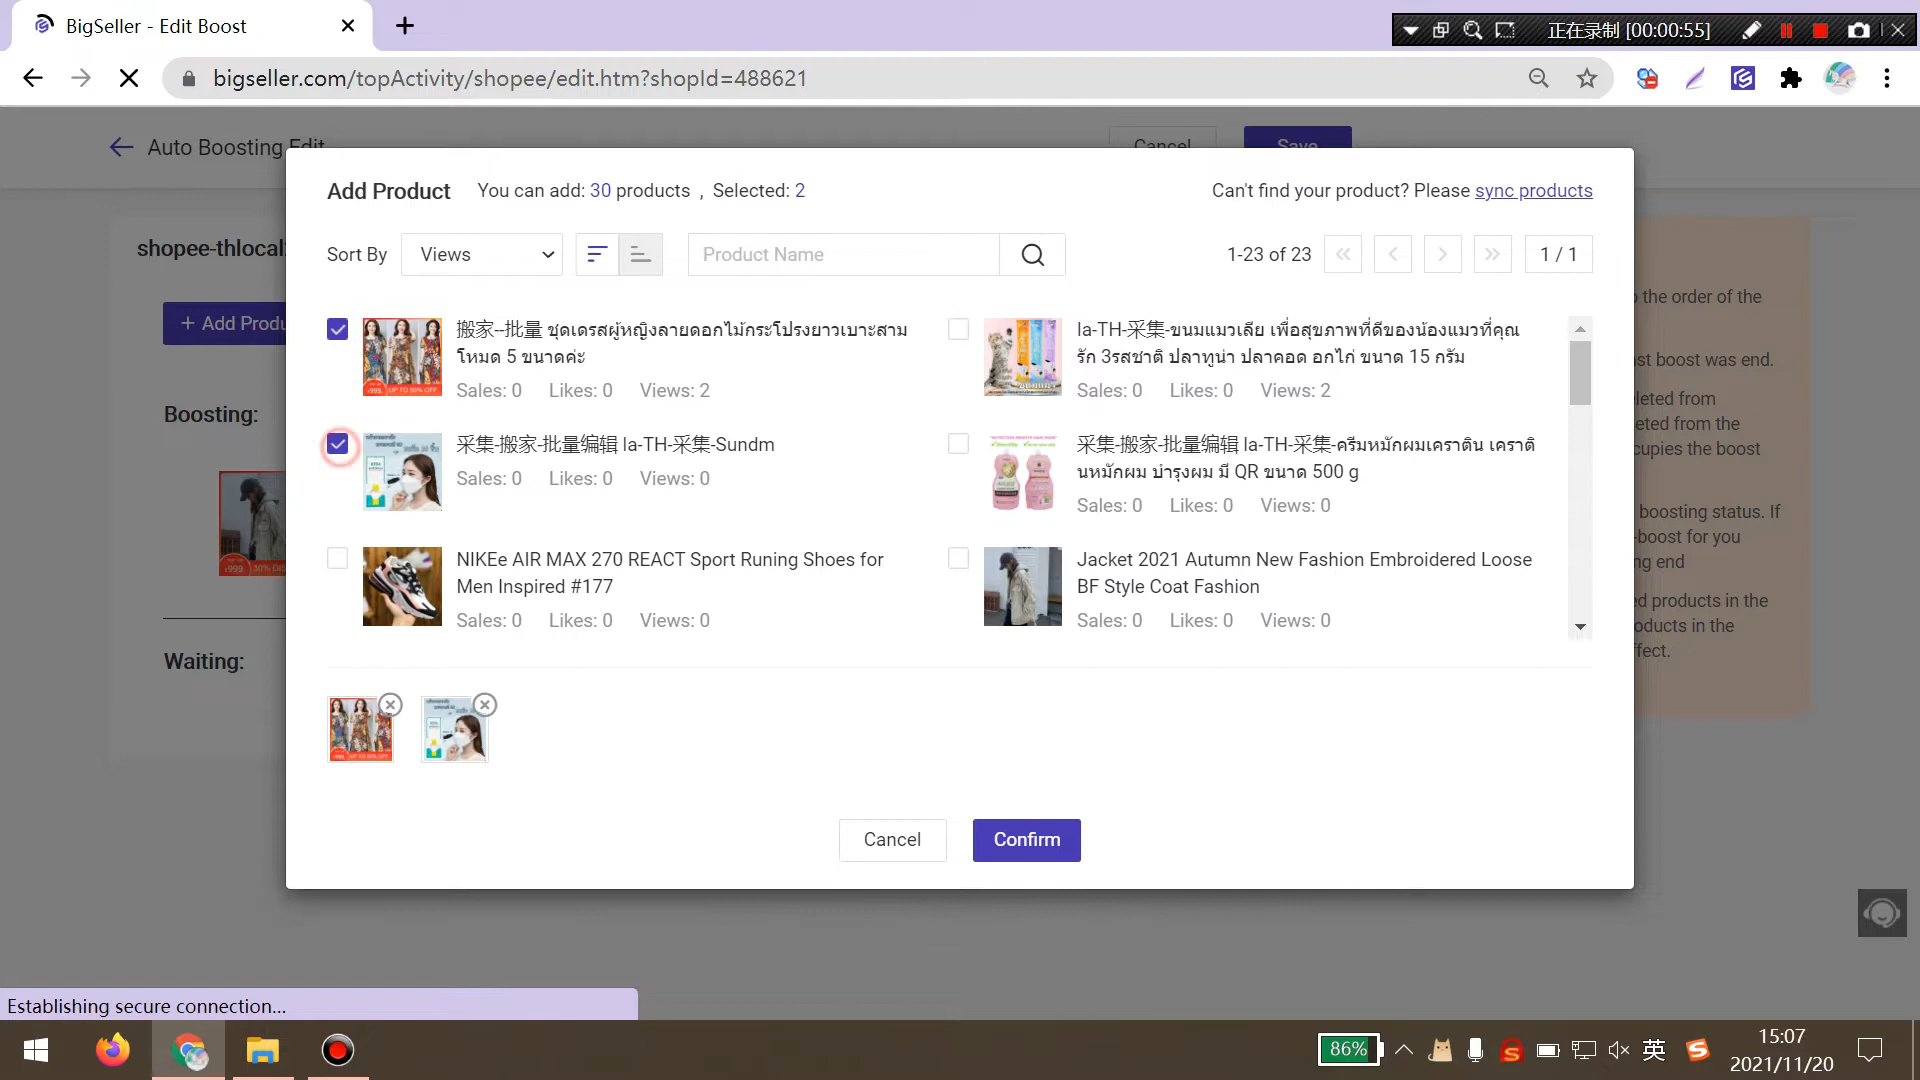 BigSeller - Edit Boost
正在录制 [00:00:55]
bigseller.com/topActivity/shopee/edit.htm?shopId=488621
Auto Boosting Edit
Cancel
Save
Add Product
You can add: 30 products , Selected: 2
Can't find your product? Please sync products
shopee-thlocal
Sort By
Views
Product Name
1-23 of 23
1 / 1
+ Add Produ
Boosting:
Waiting:
搬家--批量 ชุดเดรสผู้หญิงลายดอกไม้กระโปรงยาวเบาะสาม
โหมด 5 ขนาดค่ะ
Sales: 0 Likes: 0 Views: 2
la-TH-采集-ขนมแมวเลีย เพื่อสุขภาพที่ดีของน้องแมวที่คุณ
รัก 3รสชาติ ปลาทูน่า ปลาคอด อกไก่ ขนาด 15 กรัม
Sales: 0 Likes: 0 Views: 2
采集-搬家-批量编辑 la-TH-采集-Sundm
Sales: 0 Likes: 0 Views: 0
采集-搬家-批量编辑 la-TH-采集-ครีมหมักผมเคราติน เคราติ
นหมักผม บำรุงผม มี QR ขนาด 500 g
Sales: 0 Likes: 0 Views: 0
NIKEe AIR MAX 270 REACT Sport Runing Shoes for
Men Inspired #177
Sales: 0 Likes: 0 Views: 0
Jacket 2021 Autumn New Fashion Embroidered Loose
BF Style Coat Fashion
Sales: 0 Likes: 0 Views: 0
the order of the
st boost was end.
leted from
eted from the
cupies the boost
boosting status. If
-boost for you
ng end
ed products in the
oducts in the
ffect.
Cancel
Confirm
Establishing secure connection...
86%
英
15:07
2021/11/20